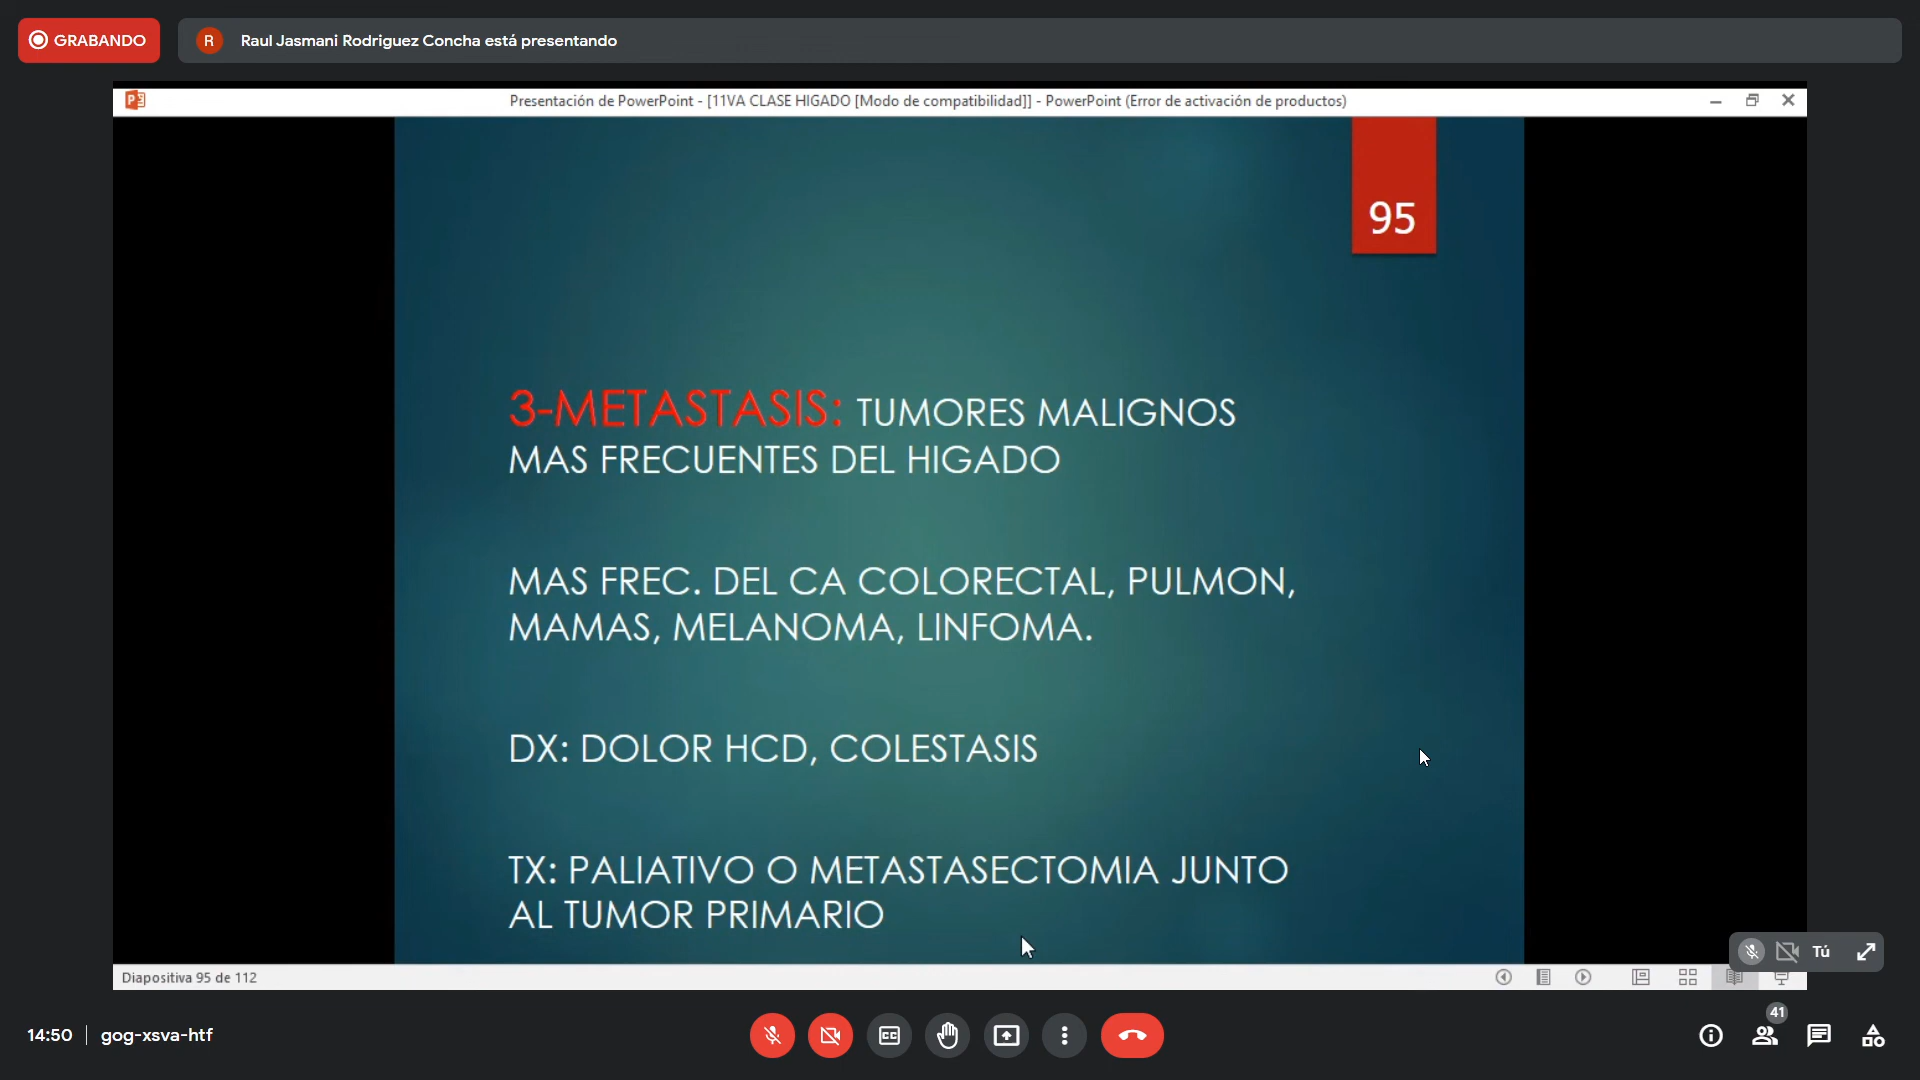 GRABANDO
R
Raul Jasmani Rodriguez Concha está presentando
Presentación de PowerPoint - [11VA CLASE HIGADO [Modo de compatibilidad]] - PowerPoint (Error de activación de productos)
95
3-METASTASIS: TUMORES MALIGNOS
MAS FRECUENTES DEL HIGADO
MAS FREC. DEL CA COLORECTAL, PULMON,
MAMAS, MELANOMA, LINFOMA.
DX: DOLOR HCD, COLESTASIS
TX: PALIATIVO O METASTASECTOMIA JUNTO
AL TUMOR PRIMARIO
Tú
Diapositiva 95 de 112
41
14:50
gog-xsva-htf
CC